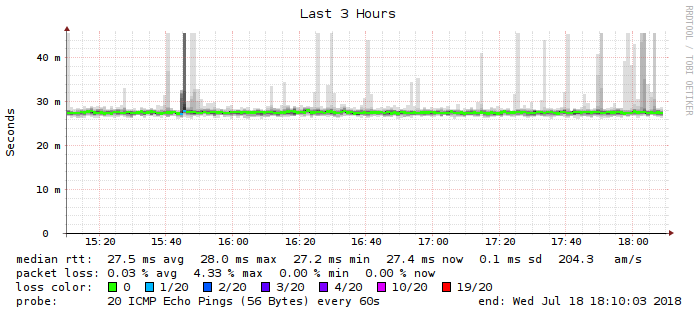 Last 3 Hours
RRDTOOL / TOBI OETIKER
Seconds
40 m
30 m
20 m
10 m
0
15:20 15:40 16:00 16:20 16:40 17:00 17:20 17:40 18:00
median rtt: 27.5 ms avg 28.0 ms max 27.2 ms min 27.4 ms now 0.1 ms sd 204.3 am/s
packet loss: 0.03 % avg 4.33 % max 0.00 % min 0.00 % now
loss color: 0 1/20 2/20 3/20 4/20 10/20 19/20
probe: 20 ICMP Echo Pings (56 Bytes) every 60s end: Wed Jul 18 18:10:03 2018